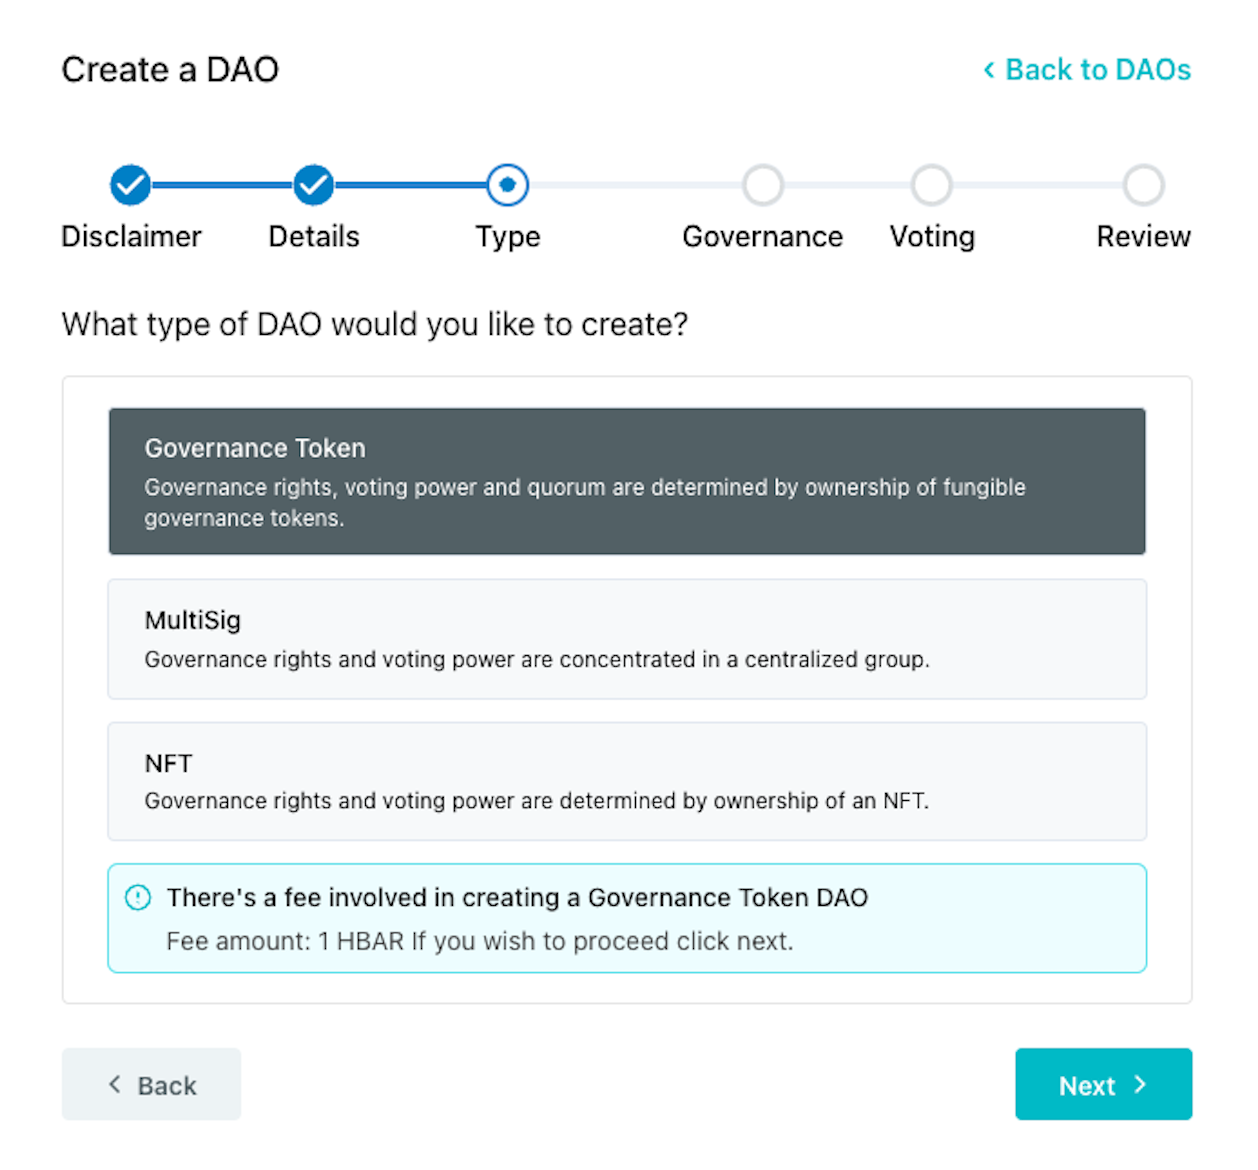 Create a DAO
Back to DAOs
Disclaimer
Details
Type
Governance
Voting
Review
What type of DAO would you like to create?
Governance Token
Governance rights, voting power and quorum are determined by ownership of fungible
governance tokens.
MultiSig
Governance rights and voting power are concentrated in a centralized group.
NFT
Governance rights and voting power are determined by ownership of an NFT.
There's a fee involved in creating a Governance Token DAO
Fee amount: 1 HBAR If you wish to proceed click next.
Back
Next